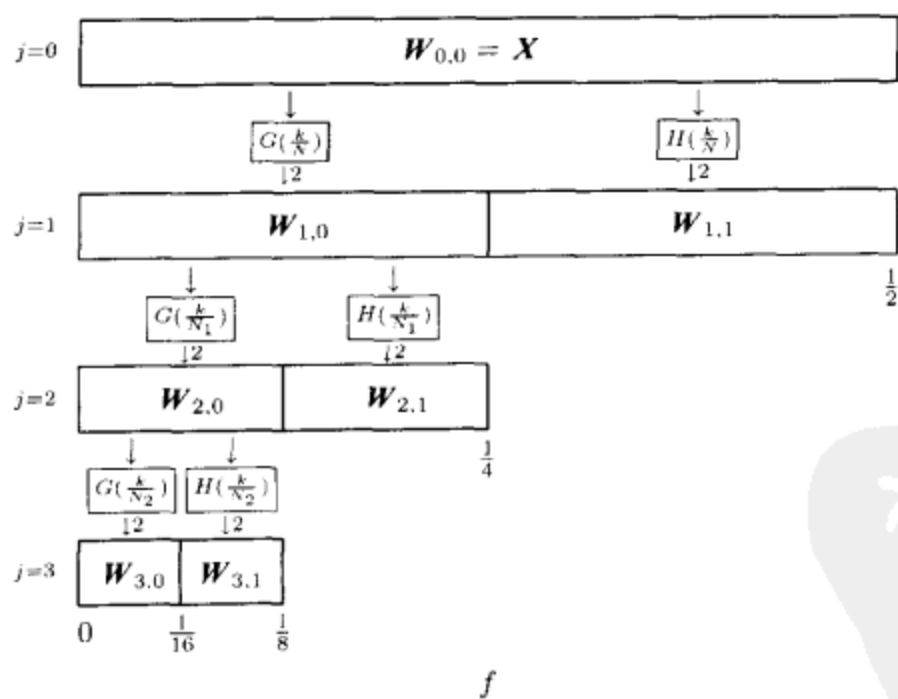 j=0 W0,0 = X
G(k/N) H(k/N)
↓2 ↓2
j=1 W1,0 W1,1
1/2
G(k/N1) H(k/N1)
↓2 ↓2
j=2 W2,0 W2,1
1/4
G(k/N2) H(k/N2)
↓2 ↓2
j=3 W3,0 W3,1
0 1/16 1/8
f